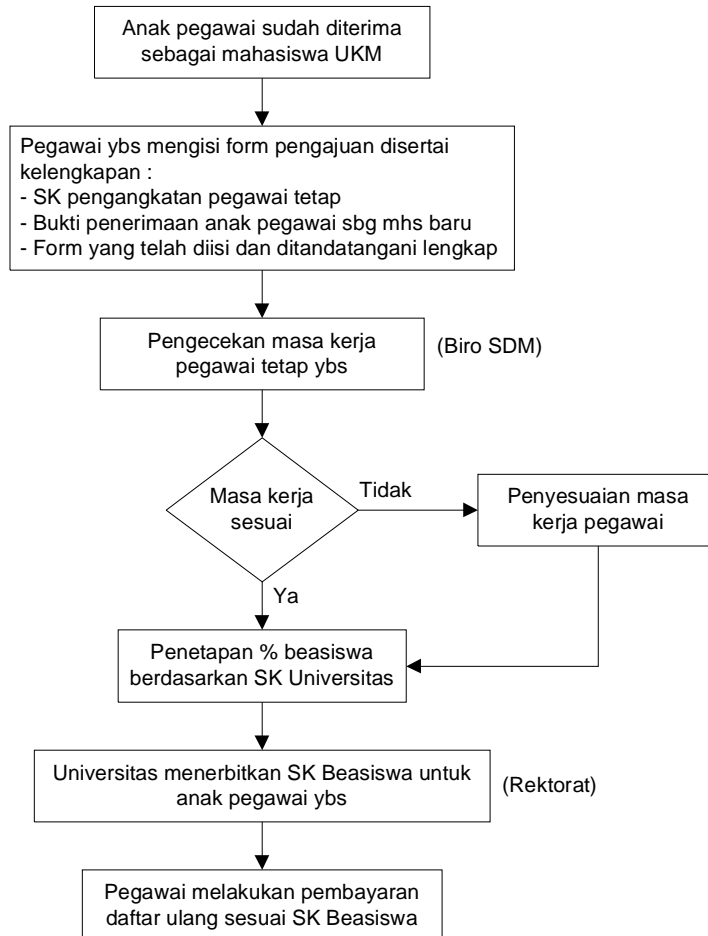 Anak pegawai sudah diterima
sebagai mahasiswa UKM
Pegawai ybs mengisi form pengajuan disertai
kelengkapan :
- SK pengangkatan pegawai tetap
- Bukti penerimaan anak pegawai sbg mhs baru
- Form yang telah diisi dan ditandatangani lengkap
Pengecekan masa kerja
pegawai tetap ybs
(Biro SDM)
Masa kerja
sesuai
Tidak
Penyesuaian masa
kerja pegawai
Ya
Penetapan % beasiswa
berdasarkan SK Universitas
Universitas menerbitkan SK Beasiswa untuk
anak pegawai ybs
(Rektorat)
Pegawai melakukan pembayaran
daftar ulang sesuai SK Beasiswa